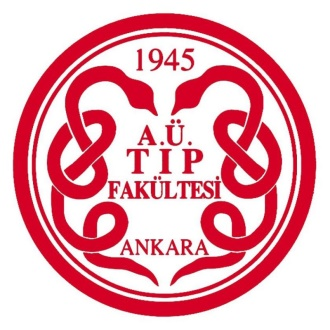 1945
A.Ü.
TIP
FAKÜLTESİ
ANKARA